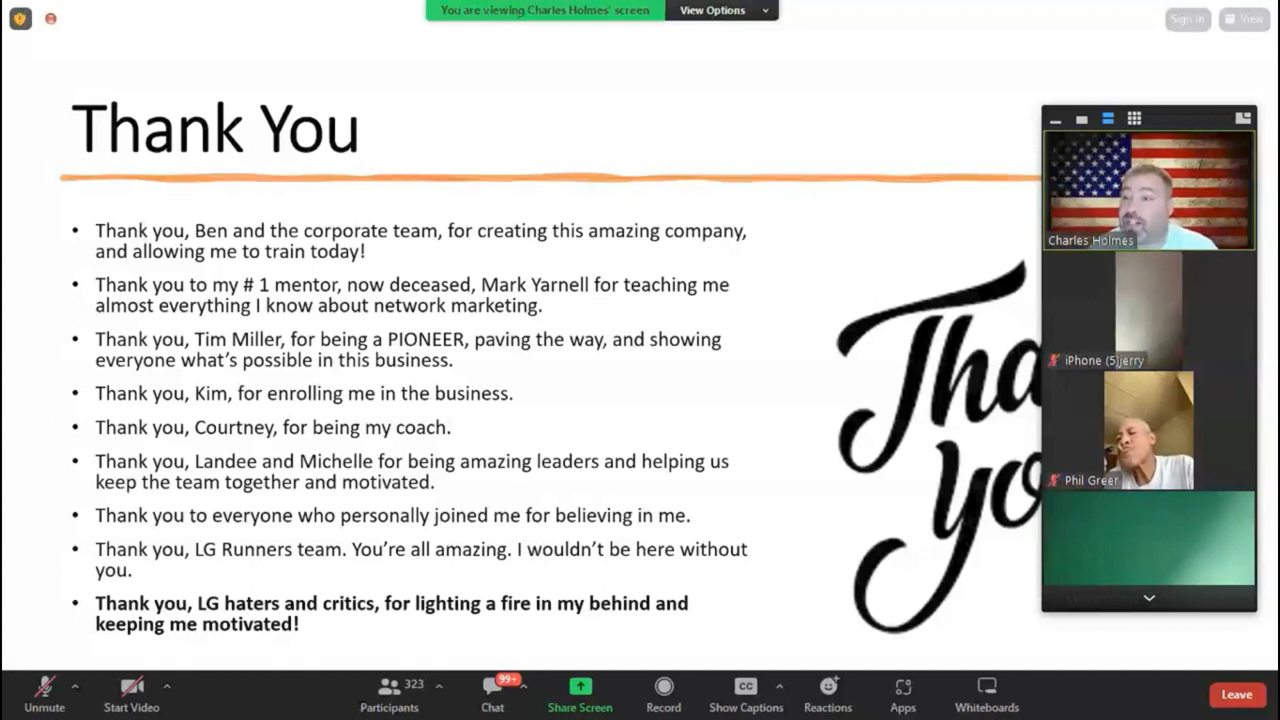 You are viewing Charles Holmes' screen
View Options
Sign in
View
Thank You
• Thank you, Ben and the corporate team, for creating this amazing company,
and allowing me to train today!
• Thank you to my # 1 mentor, now deceased, Mark Yarnell for teaching me
almost everything I know about network marketing.
• Thank you, Tim Miller, for being a PIONEER, paving the way, and showing
everyone what's possible in this business.
• Thank you, Kim, for enrolling me in the business.
• Thank you, Courtney, for being my coach.
• Thank you, Landee and Michelle for being amazing leaders and helping us
keep the team together and motivated.
• Thank you to everyone who personally joined me for believing in me.
• Thank you, LG Runners team. You're all amazing. I wouldn't be here without
you.
• Thank you, LG haters and critics, for lighting a fire in my behind and
keeping me motivated!
Tha
yo
Charles Holmes
iPhone (5)jerry
Phil Greer
Unmute
Start Video
323
Participants
99+
Chat
Share Screen
Record
CC
Show Captions
Reactions
Apps
Whiteboards
Leave